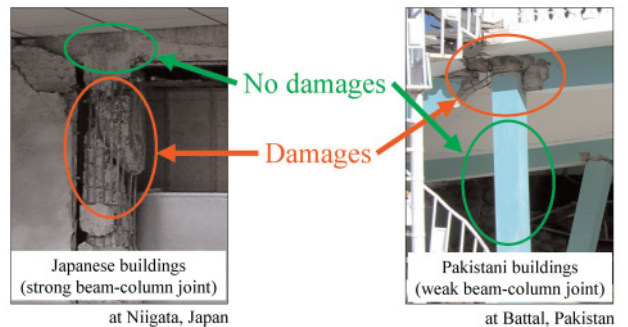 No damages
Damages
Japanese buildings
(strong beam-column joint)
at Niigata, Japan
Pakistani buildings
(weak beam-column joint)
at Battal, Pakistan